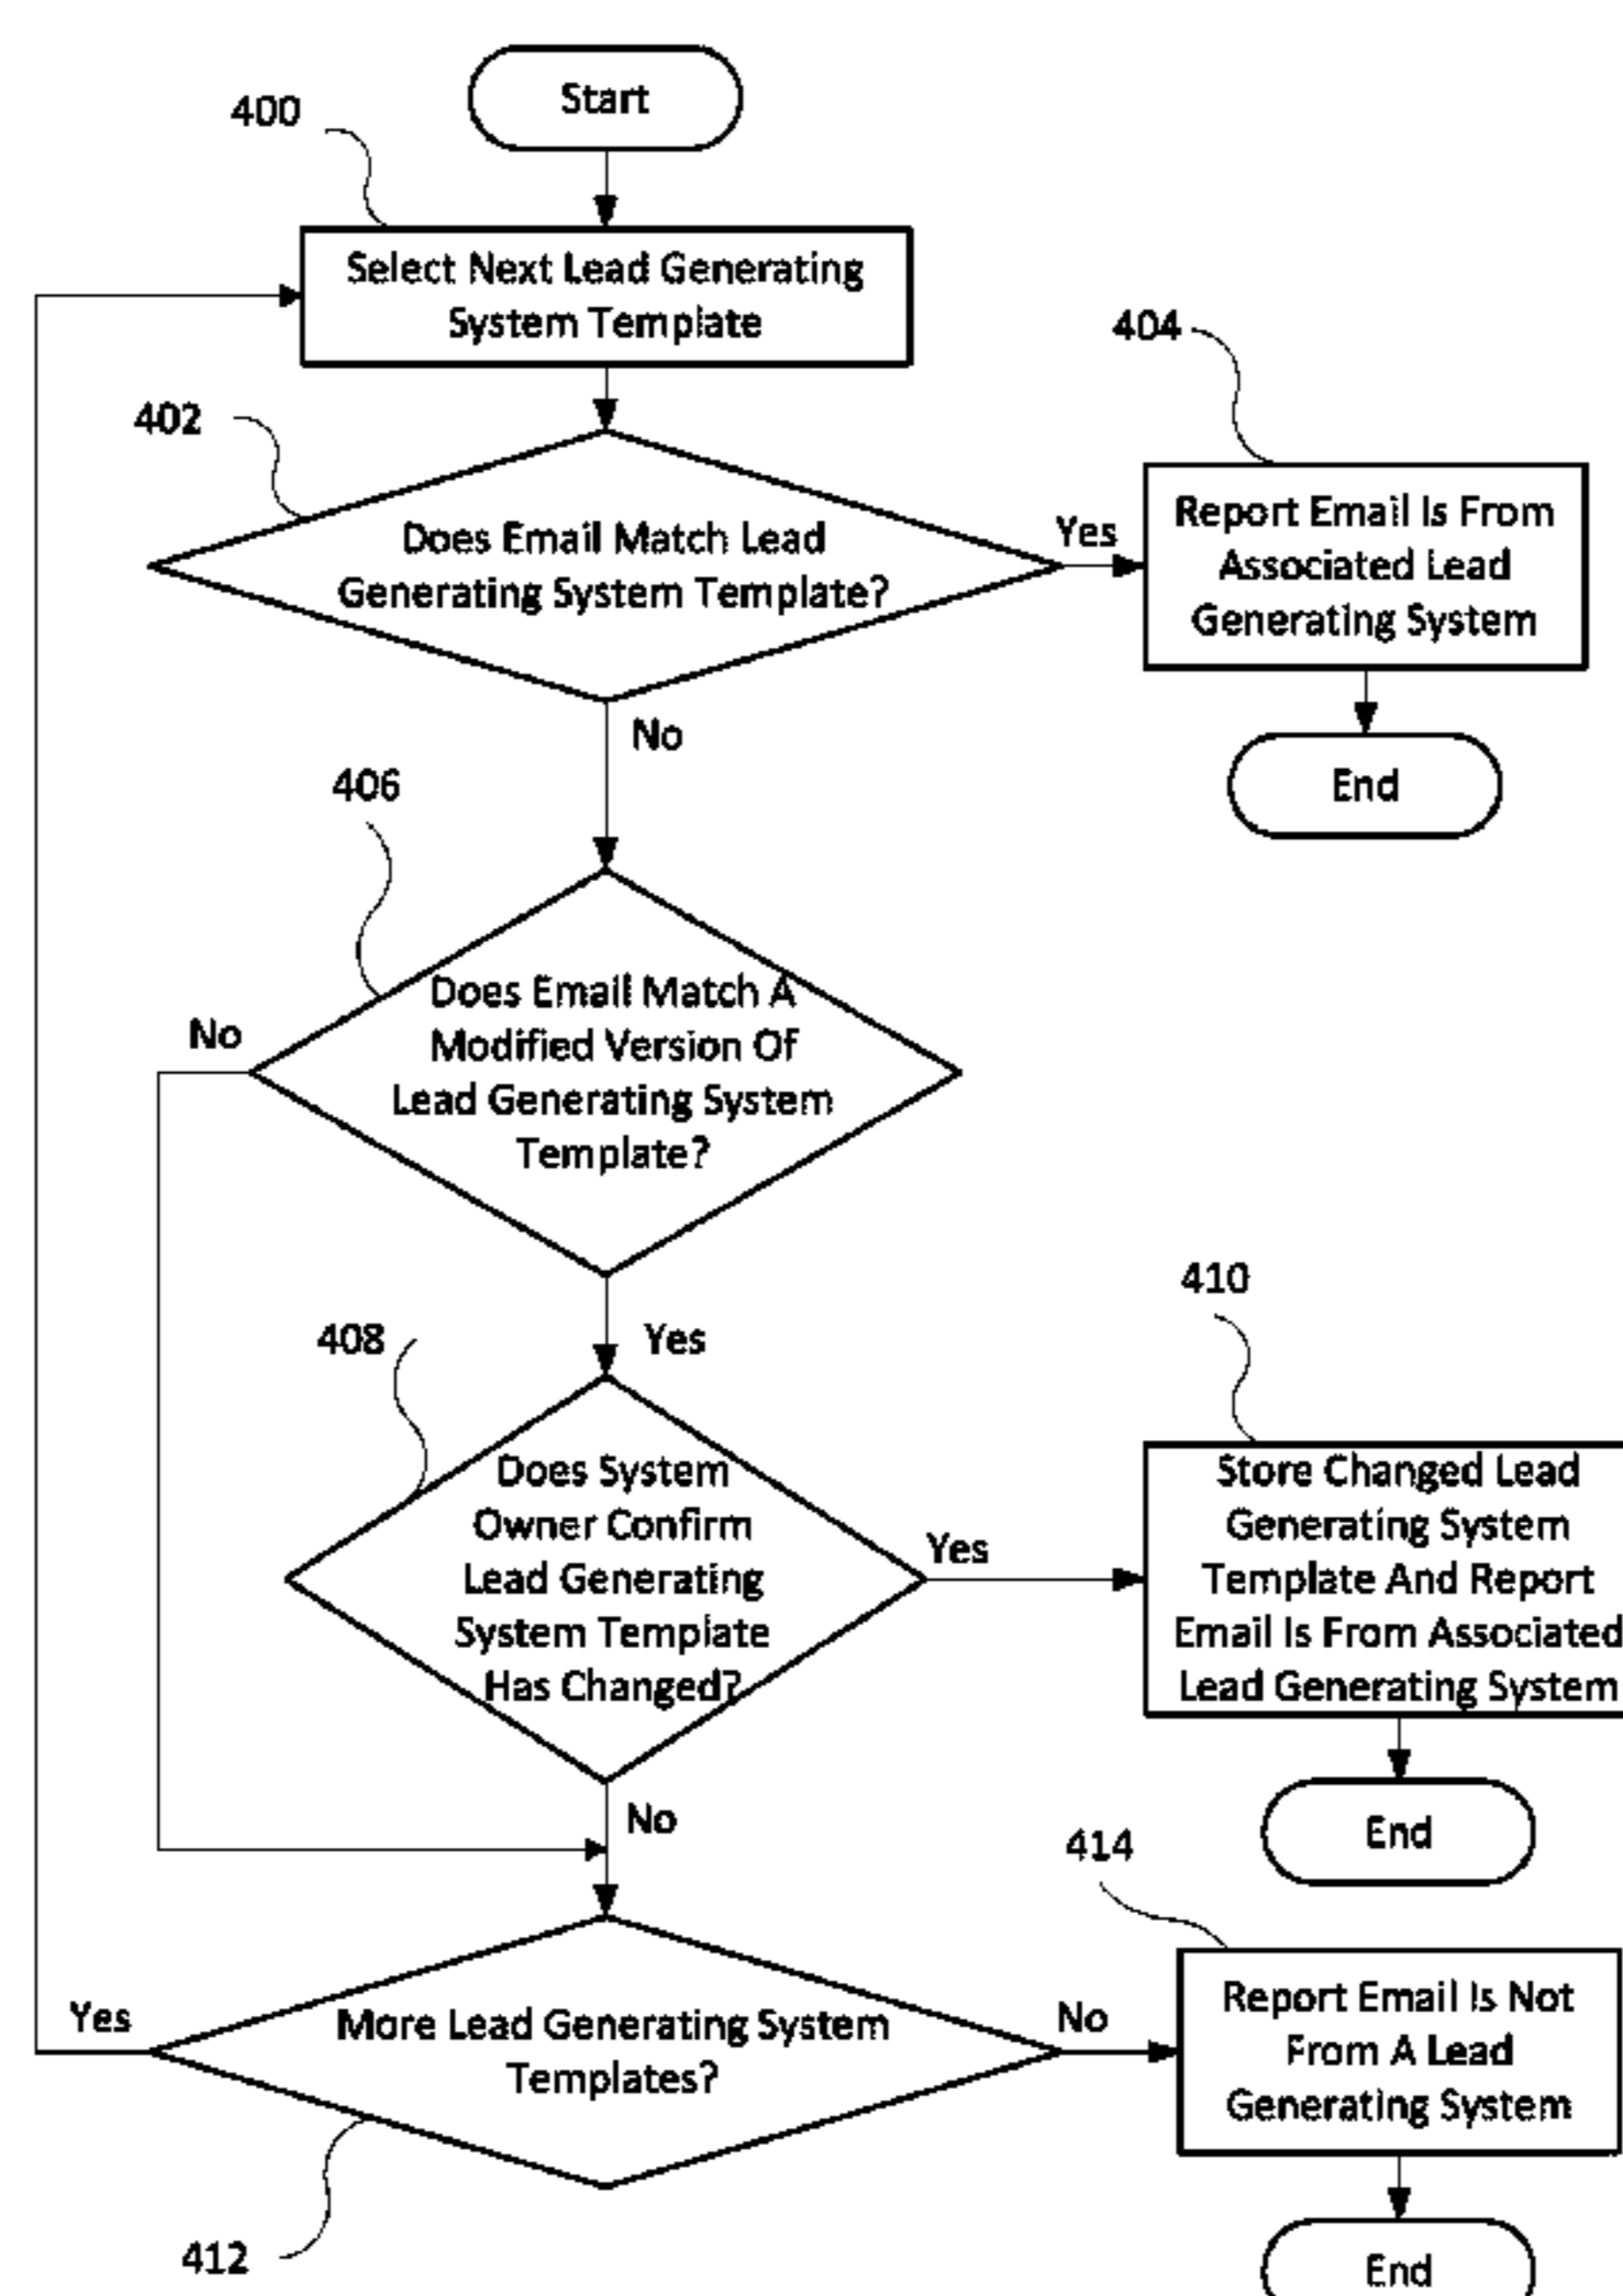 Start
400
Select Next Lead Generating
System Template
402
404
Does Email Match Lead
Generating System Template?
Yes
Report Email Is From
Associated Lead
Generating System
No
End
406
Does Email Match A
Modified Version Of
Lead Generating System
Template?
No
Yes
408
410
Does System
Owner Confirm
Lead Generating
System Template
Has Changed?
Yes
Store Changed Lead
Generating System
Template And Report
Email Is From Associated
Lead Generating System
No
End
414
Yes
More Lead Generating System
Templates?
No
Report Email Is Not
From A Lead
Generating System
412
End